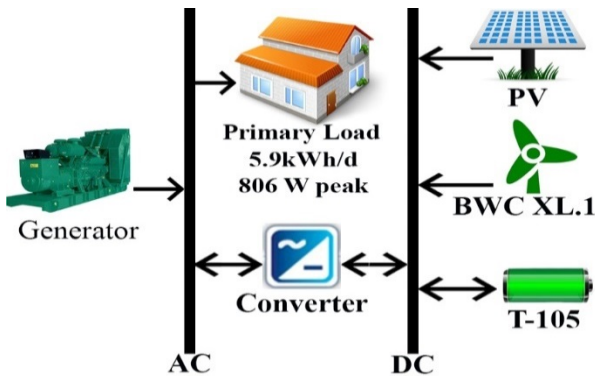 PV
Primary Load
5.9kWh/d
806 W peak
BWC XL.1
Generator
Converter
T-105
AC
DC